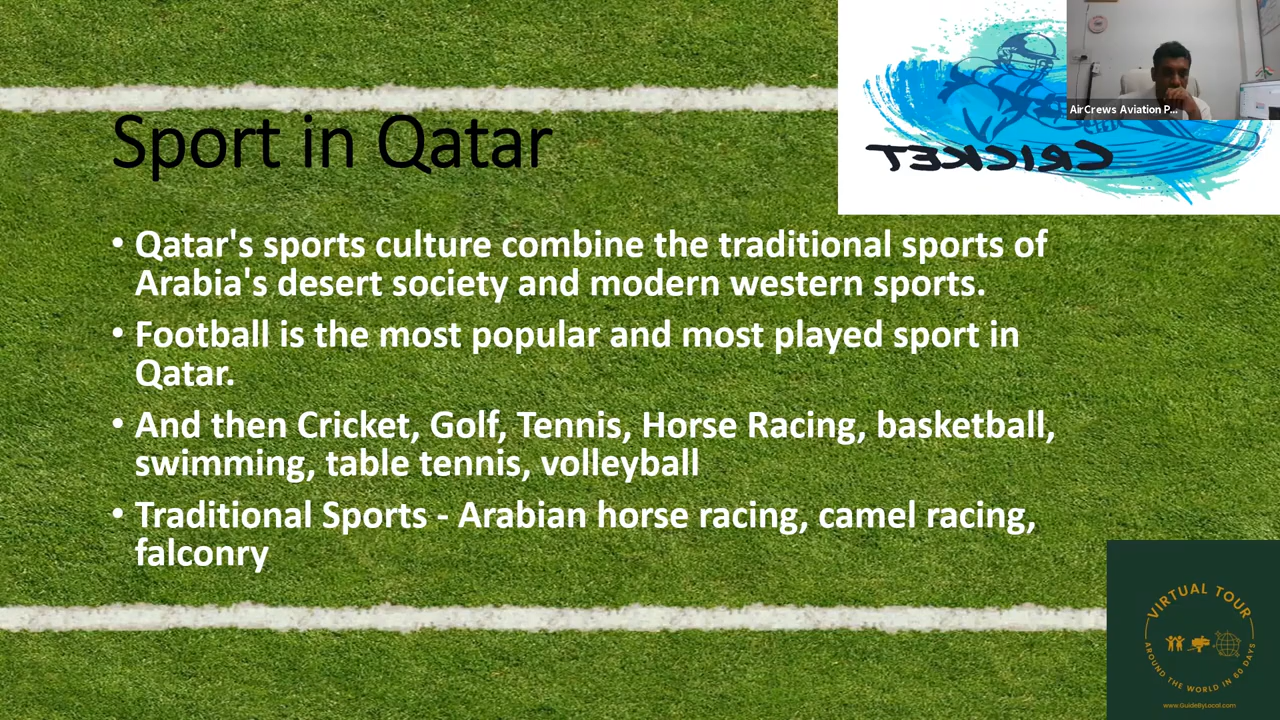 Sport in Qatar
CRICKET
AirCrews Aviation P...
• Qatar's sports culture combine the traditional sports of
Arabia's desert society and modern western sports.
• Football is the most popular and most played sport in
Qatar.
• And then Cricket, Golf, Tennis, Horse Racing, basketball,
swimming, table tennis, volleyball
• Traditional Sports - Arabian horse racing, camel racing,
falconry
VIRTUAL TOUR
AROUND THE WORLD IN 60 DAYS
www.GuideByLocal.com